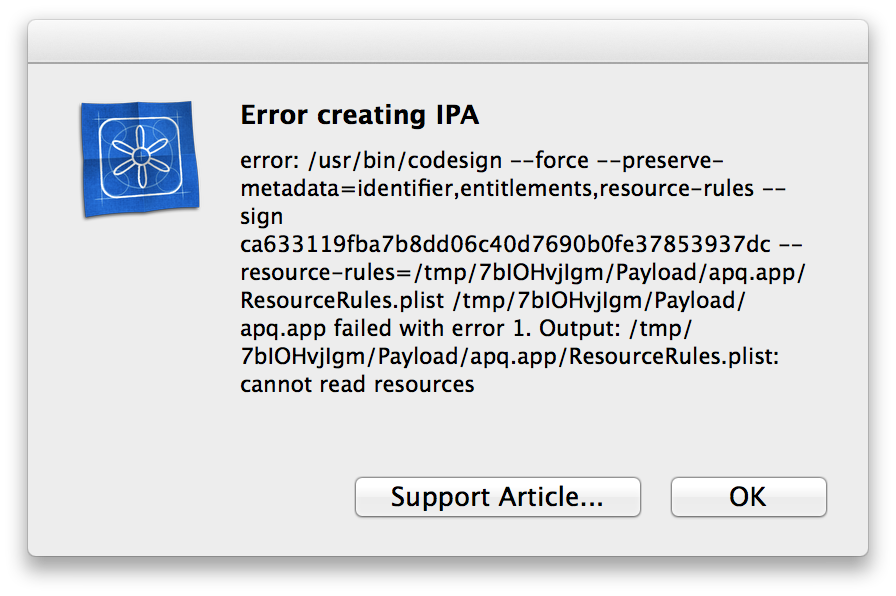 Error creating IPA
error: /usr/bin/codesign --force --preserve-
metadata=identifier,entitlements,resource-rules --
sign
ca633119fba7b8dd06c40d7690b0fe37853937dc --
resource-rules=/tmp/7bIOHvjIgm/Payload/apq.app/
ResourceRules.plist /tmp/7bIOHvjIgm/Payload/
apq.app failed with error 1. Output: /tmp/
7bIOHvjIgm/Payload/apq.app/ResourceRules.plist:
cannot read resources
Support Article... OK